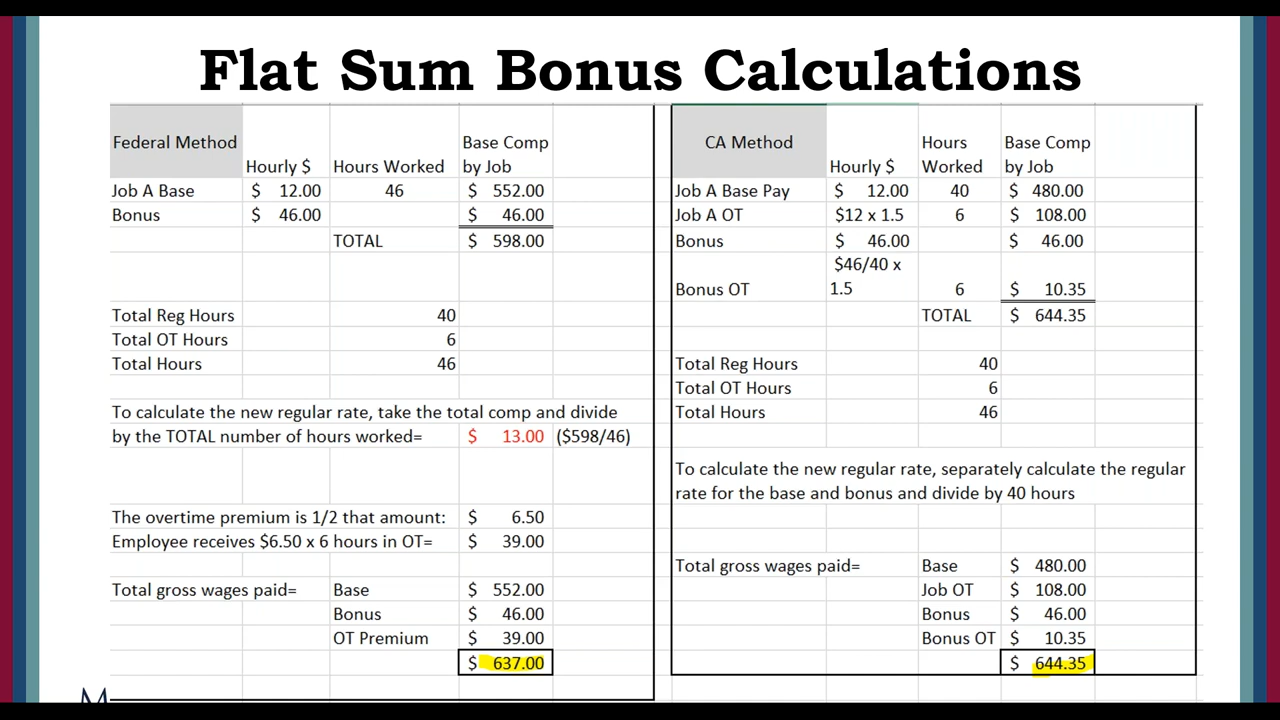 Flat Sum Bonus Calculations
Federal Method Hourly $ Hours Worked Base Comp by Job
Job A Base $ 12.00 46 $ 552.00
Bonus $ 46.00 $ 46.00
TOTAL $ 598.00
Total Reg Hours 40
Total OT Hours 6
Total Hours 46
To calculate the new regular rate, take the total comp and divide
by the TOTAL number of hours worked= $ 13.00 ($598/46)
The overtime premium is 1/2 that amount: $ 6.50
Employee receives $6.50 x 6 hours in OT= $ 39.00
Total gross wages paid= Base $ 552.00
Bonus $ 46.00
OT Premium $ 39.00
$ 637.00
CA Method Hourly $ Hours Worked Base Comp by Job
Job A Base Pay $ 12.00 40 $ 480.00
Job A OT $12 x 1.5 6 $ 108.00
Bonus $ 46.00 $ 46.00
Bonus OT $46/40 x 1.5 6 $ 10.35
TOTAL $ 644.35
Total Reg Hours 40
Total OT Hours 6
Total Hours 46
To calculate the new regular rate, separately calculate the regular
rate for the base and bonus and divide by 40 hours
Total gross wages paid= Base $ 480.00
Job OT $ 108.00
Bonus $ 46.00
Bonus OT $ 10.35
$ 644.35